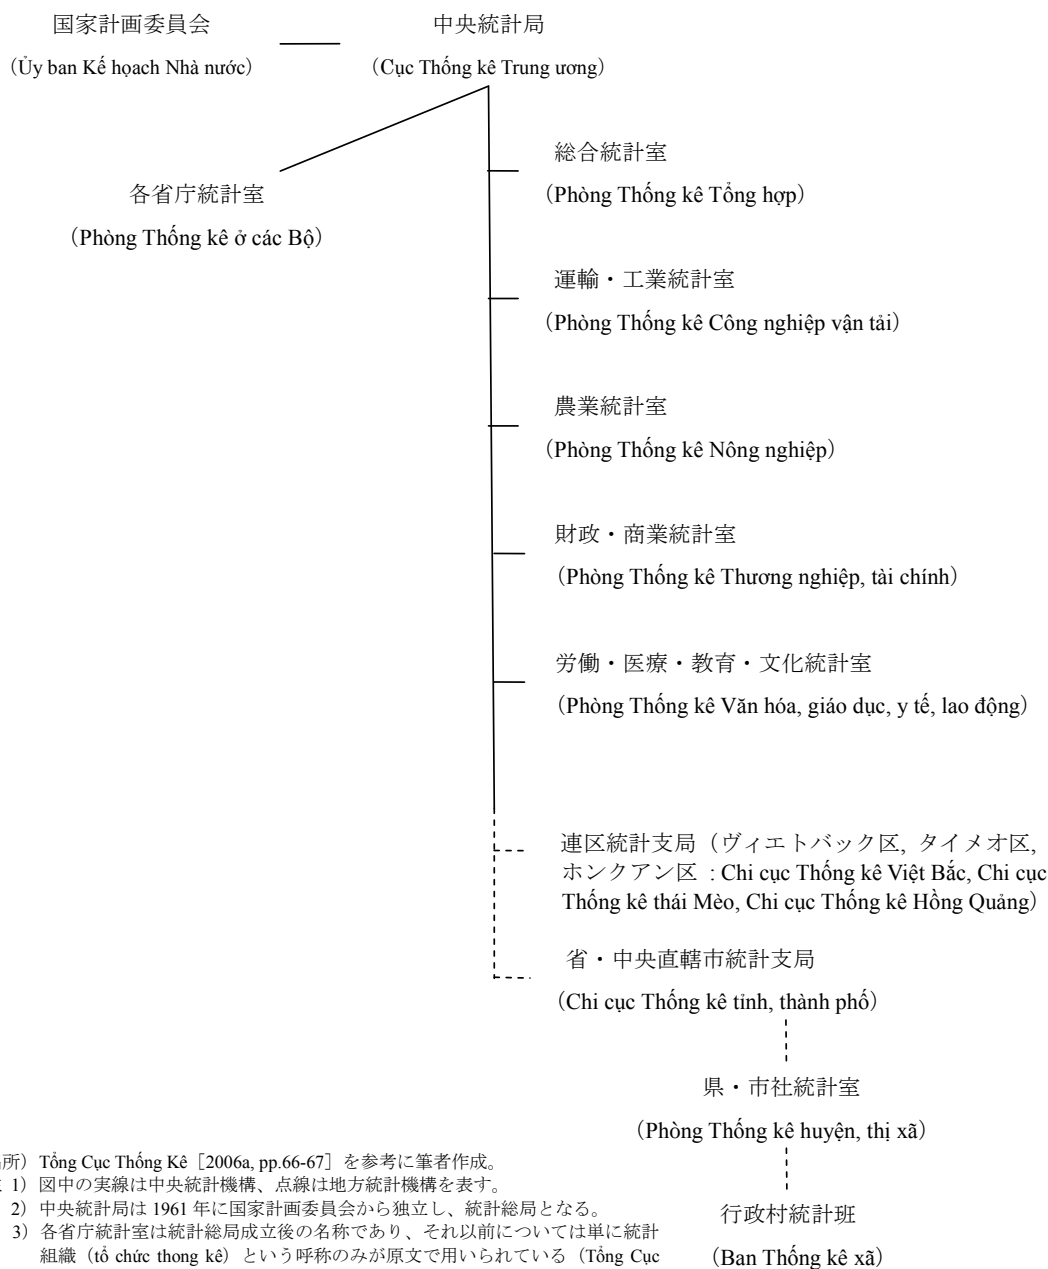 国家計画委員会
中央統計局
（Ủy ban Kế họach Nhà nước）
（Cục Thống kê Trung ương）
総合統計室
（Phòng Thống kê Tổng hợp）
各省庁統計室
（Phòng Thống kê ở các Bộ）
運輸・工業統計室
（Phòng Thống kê Công nghiệp vận tải）
農業統計室
（Phòng Thống kê Nông nghiệp）
財政・商業統計室
（Phòng Thống kê Thương nghiệp, tài chính）
労働・医療・教育・文化統計室
（Phòng Thống kê Văn hóa, giáo dục, y tế, lao động）
連区統計支局（ヴィエトバック区, タイメオ区,
ホンクアン区 : Chi cục Thống kê Việt Bắc, Chi cục
Thống kê thái Mèo, Chi cục Thống kê Hồng Quảng）
省・中央直轄市統計支局
（Chi cục Thống kê tỉnh, thành phố）
県・市社統計室
（Phòng Thống kê huyện, thị xã）
所）Tổng Cục Thống Kê［2006a, pp.66-67］を参考に筆者作成。
1）図中の実線は中央統計機構、点線は地方統計機構を表す。
2）中央統計局は 1961 年に国家計画委員会から独立し、統計総局となる。
3）各省庁統計室は統計総局成立後の名称であり、それ以前については単に統計
組織（tổ chức thong kê）という呼称のみが原文で用いられている（Tổng Cục
行政村統計班
（Ban Thống kê xã）